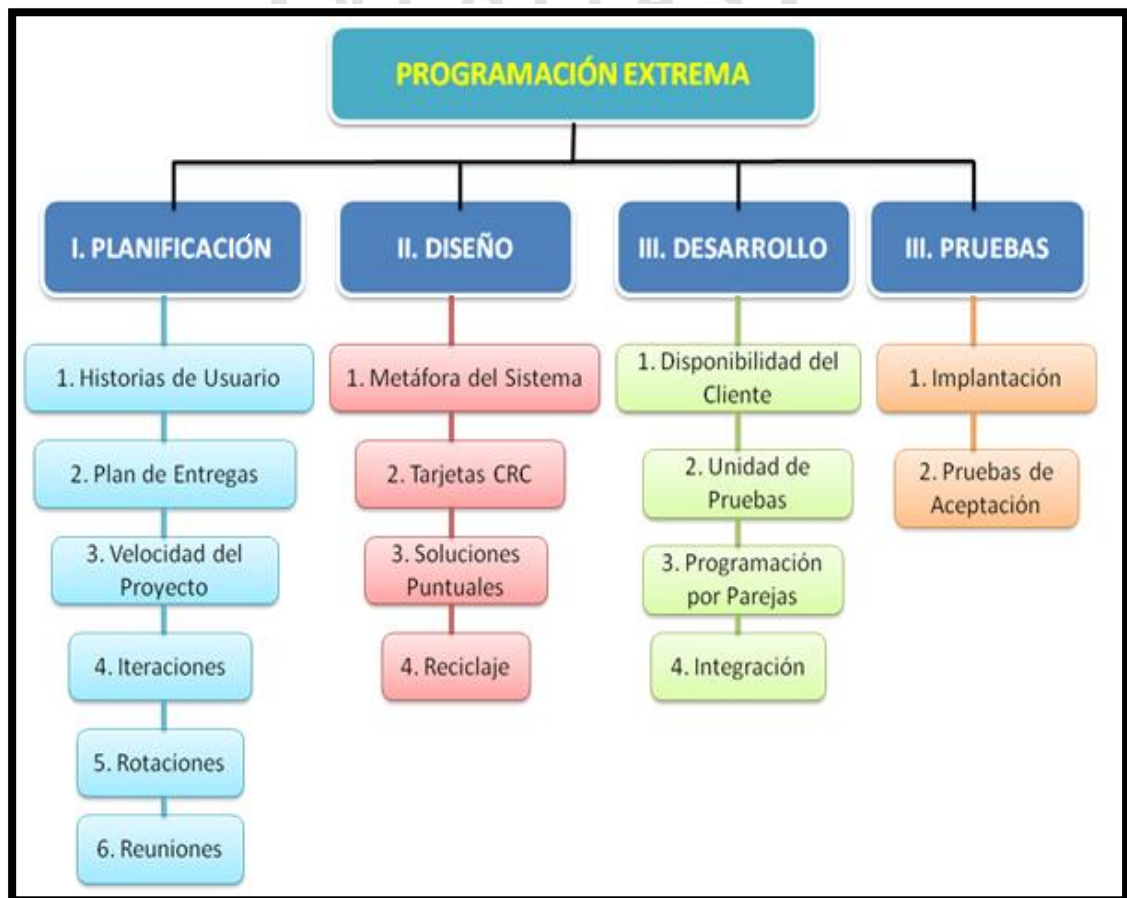 PROGRAMACIÓN EXTREMA
I. PLANIFICACIÓN
1. Historias de Usuario
2. Plan de Entregas
3. Velocidad del
Proyecto
4. Iteraciones
5. Rotaciones
6. Reuniones
II. DISEÑO
1. Metáfora del Sistema
2. Tarjetas CRC
3. Soluciones
Puntuales
4. Reciclaje
III. DESARROLLO
1. Disponibilidad del
Cliente
2. Unidad de
Pruebas
3. Programación
por Parejas
4. Integración
III. PRUEBAS
1. Implantación
2. Pruebas de
Aceptación